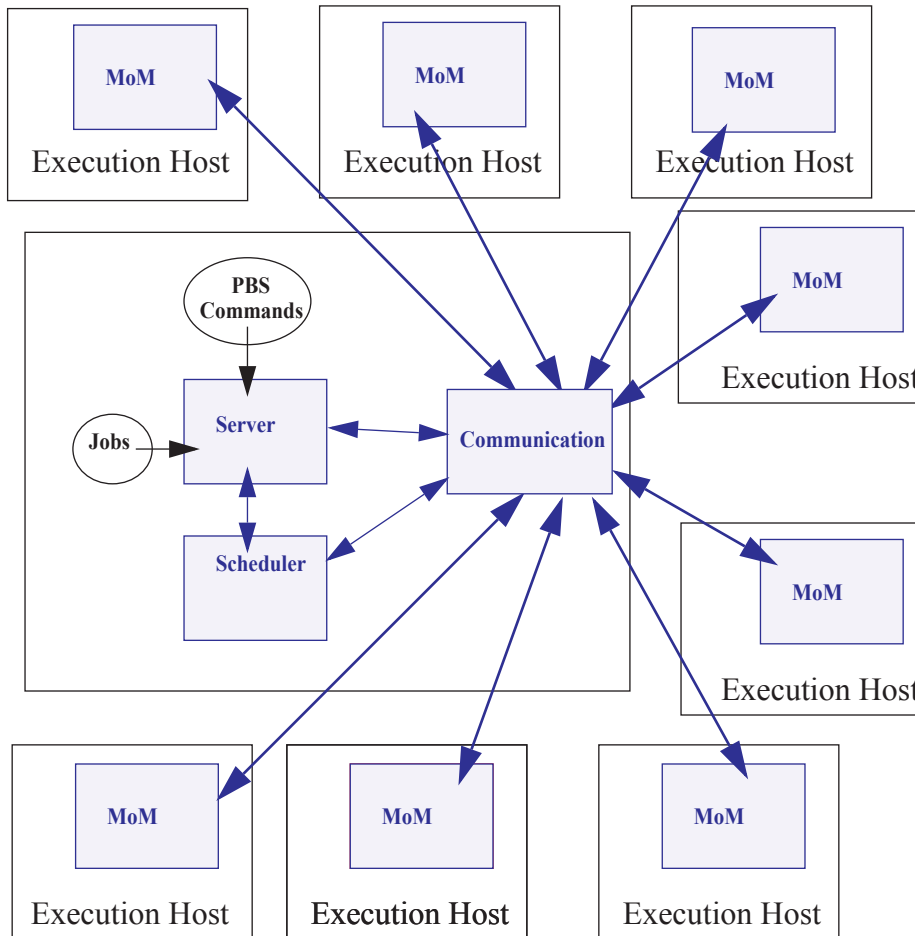 MoM
Execution Host
MoM
Execution Host
MoM
Execution Host
MoM
Execution Host
PBS
Commands
Server
Jobs
Communication
Scheduler
MoM
Execution Host
MoM
Execution Host
MoM
Execution Host
MoM
Execution Host